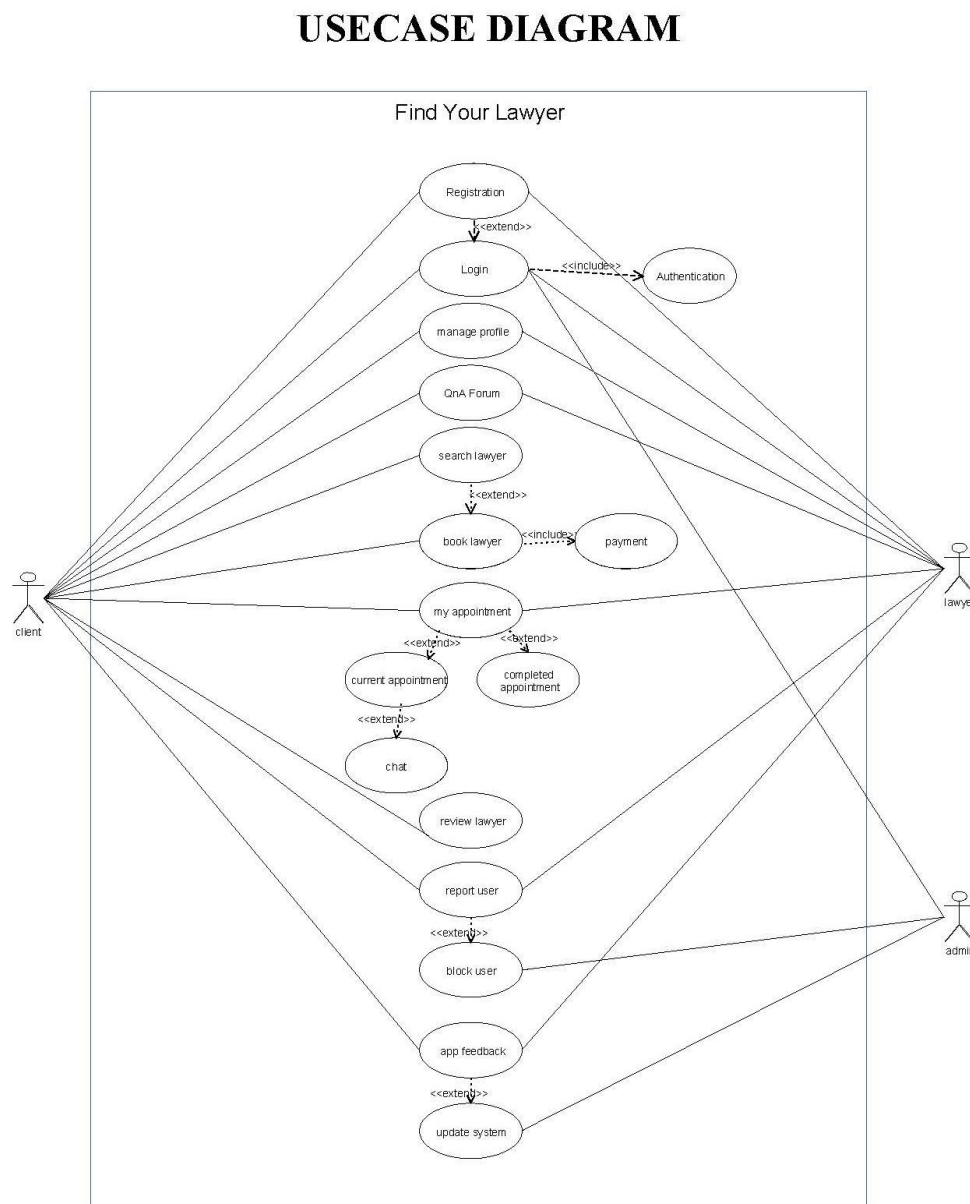 USECASE DIAGRAM
Find Your Lawyer
Registration
<<extend>>
Login
<<include>>
Authentication
manage profile
QnA Forum
search lawyer
<<extend>>
book lawyer
<<include>>
payment
client
lawyer
my appointment
<<extend>>
<<extend>>
current appointment
completed
appointment
<<extend>>
chat
review lawyer
report user
<<extend>>
block user
admin
app feedback
<<extend>>
update system